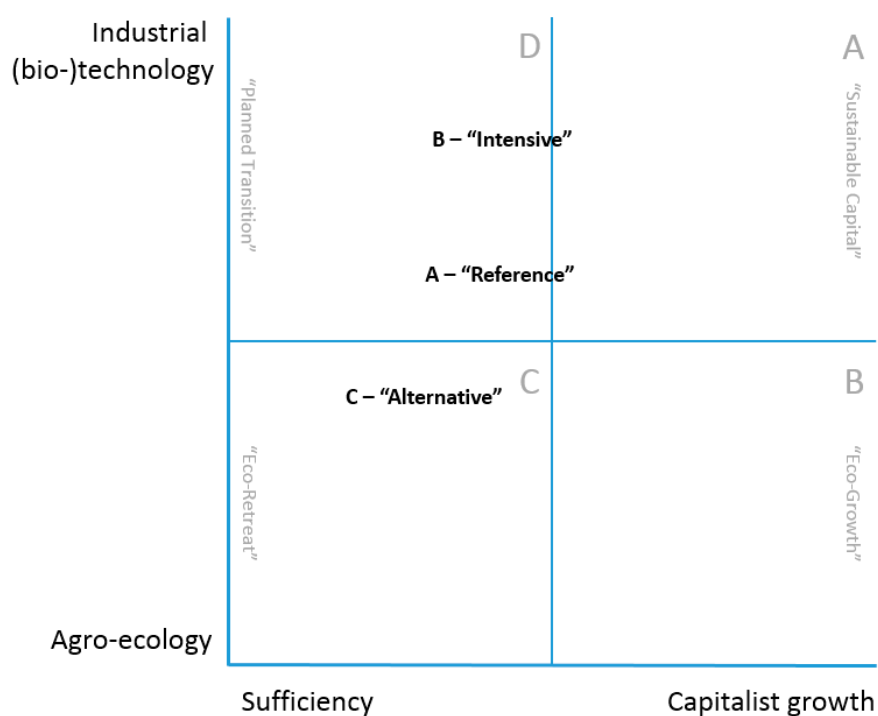 Industrial
(bio-)technology
D
A
"Planned Transition"
"Sustainable Capital"
B – "Intensive"
A – "Reference"
C – "Alternative"
C
B
"Eco-Retreat"
"Eco-Growth"
Agro-ecology
Sufficiency
Capitalist growth